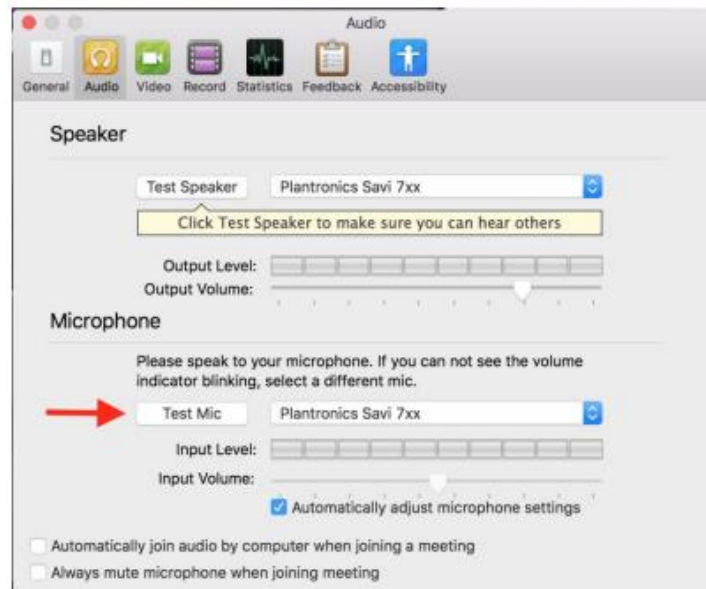 Audio
General Audio Video Record Statistics Feedback Accessibility
Speaker
Test Speaker Plantronics Savi 7xx
Click Test Speaker to make sure you can hear others
Output Level:
Output Volume:
Microphone
Please speak to your microphone. If you can not see the volume
indicator blinking, select a different mic.
Test Mic Plantronics Savi 7xx
Input Level:
Input Volume:
Automatically adjust microphone settings
Automatically join audio by computer when joining a meeting
Always mute microphone when joining meeting